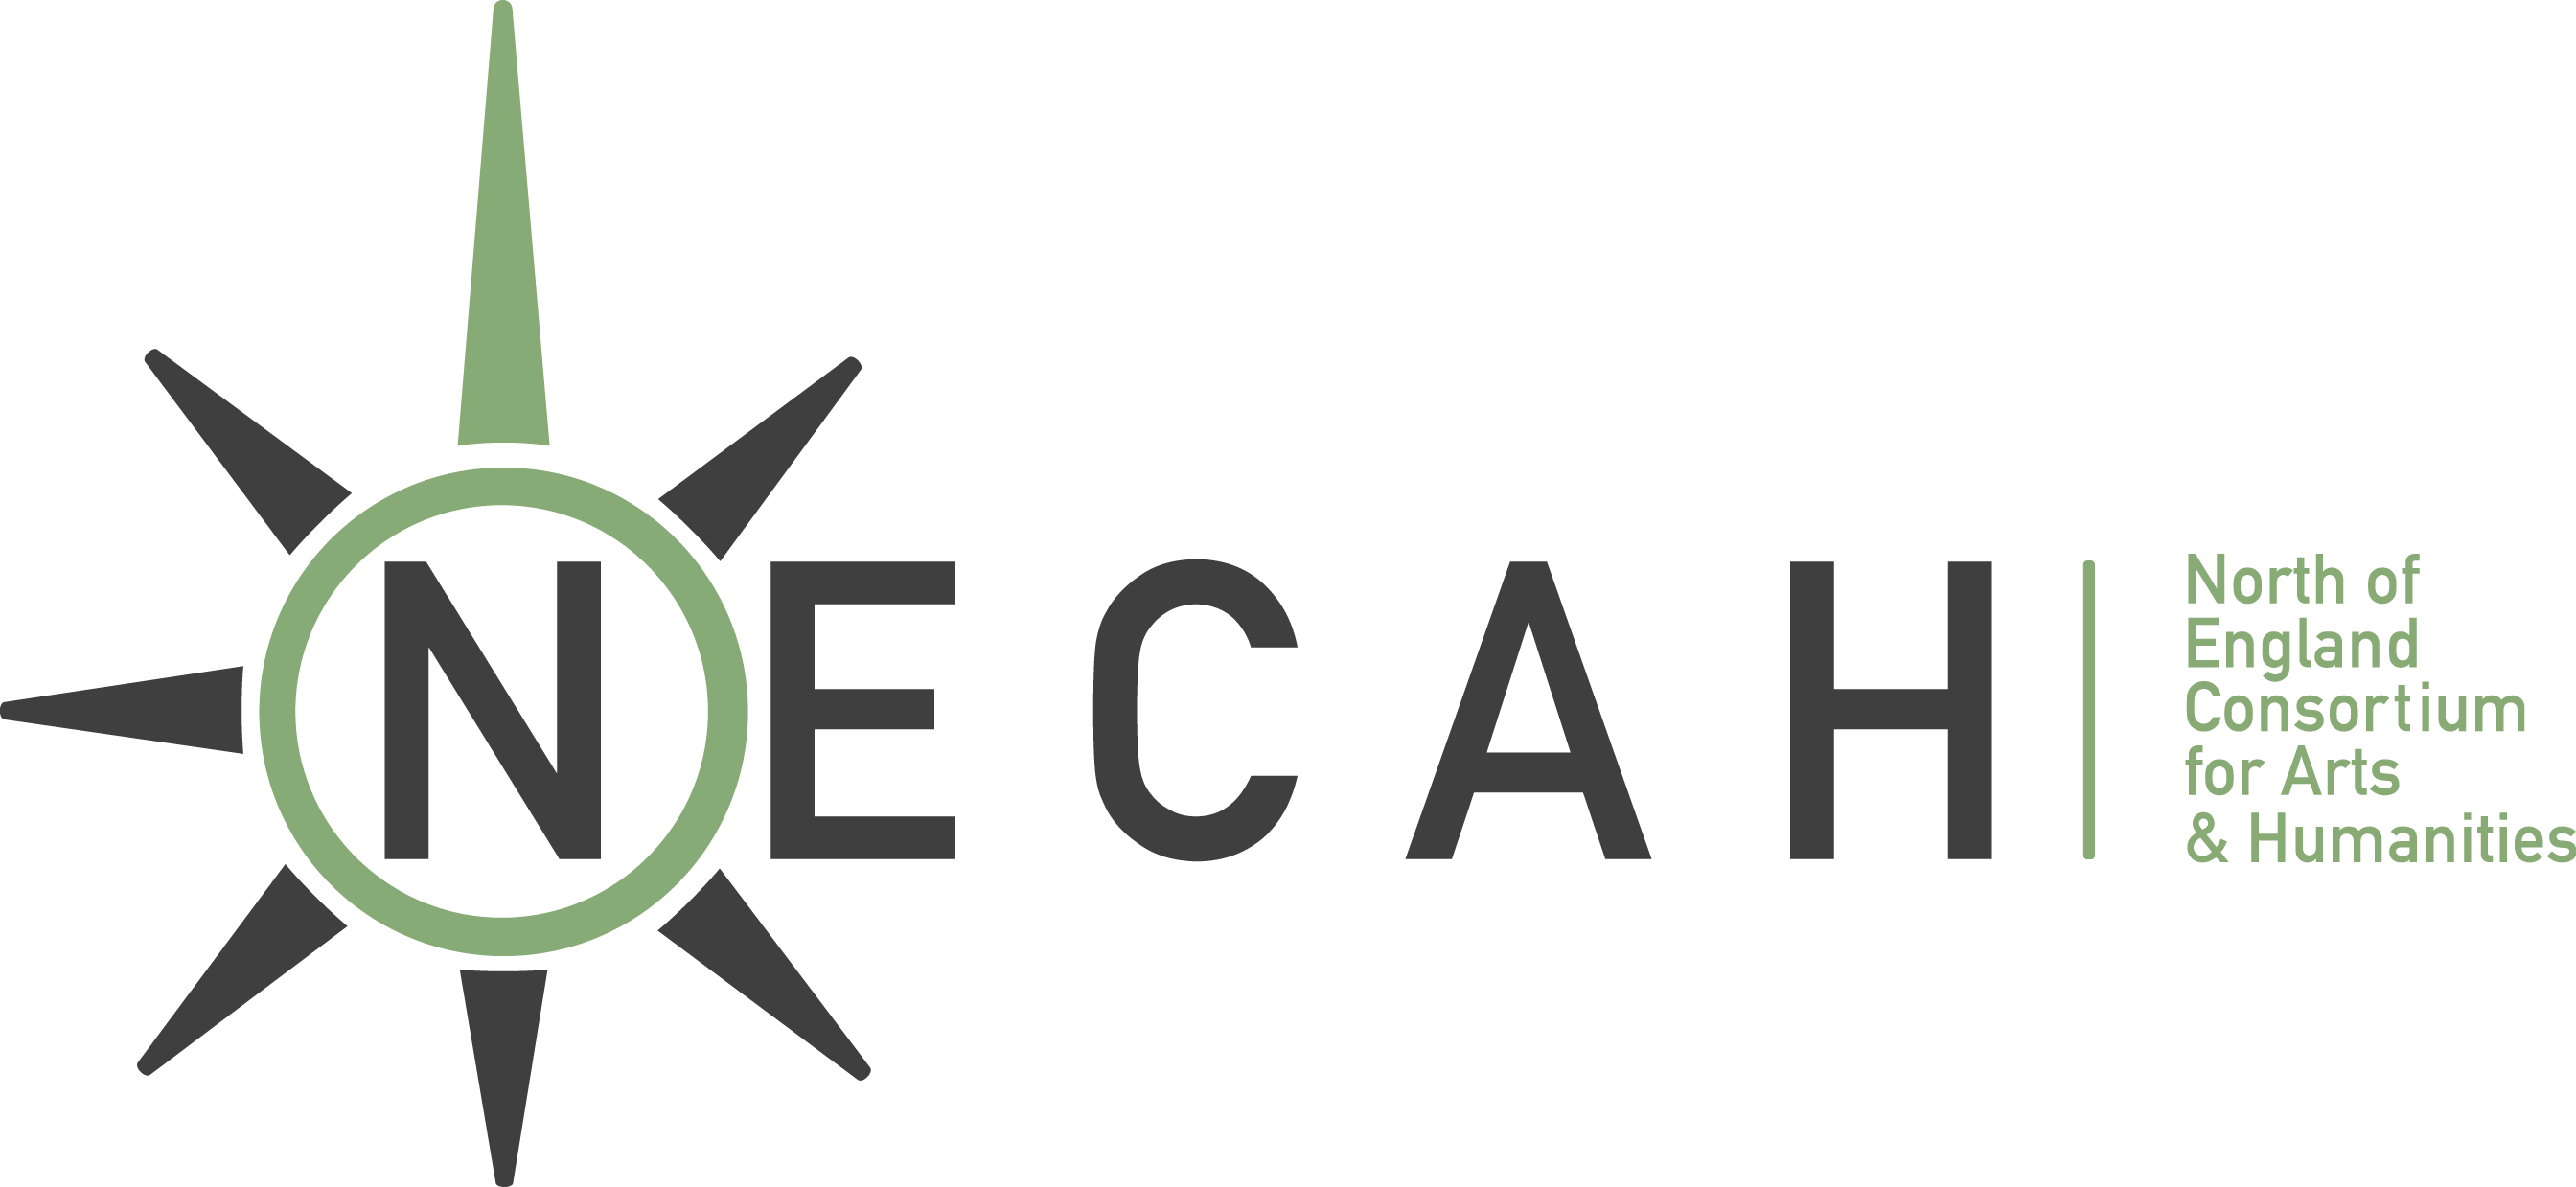 NECAH
North of
England
Consortium
for Arts
& Humanities